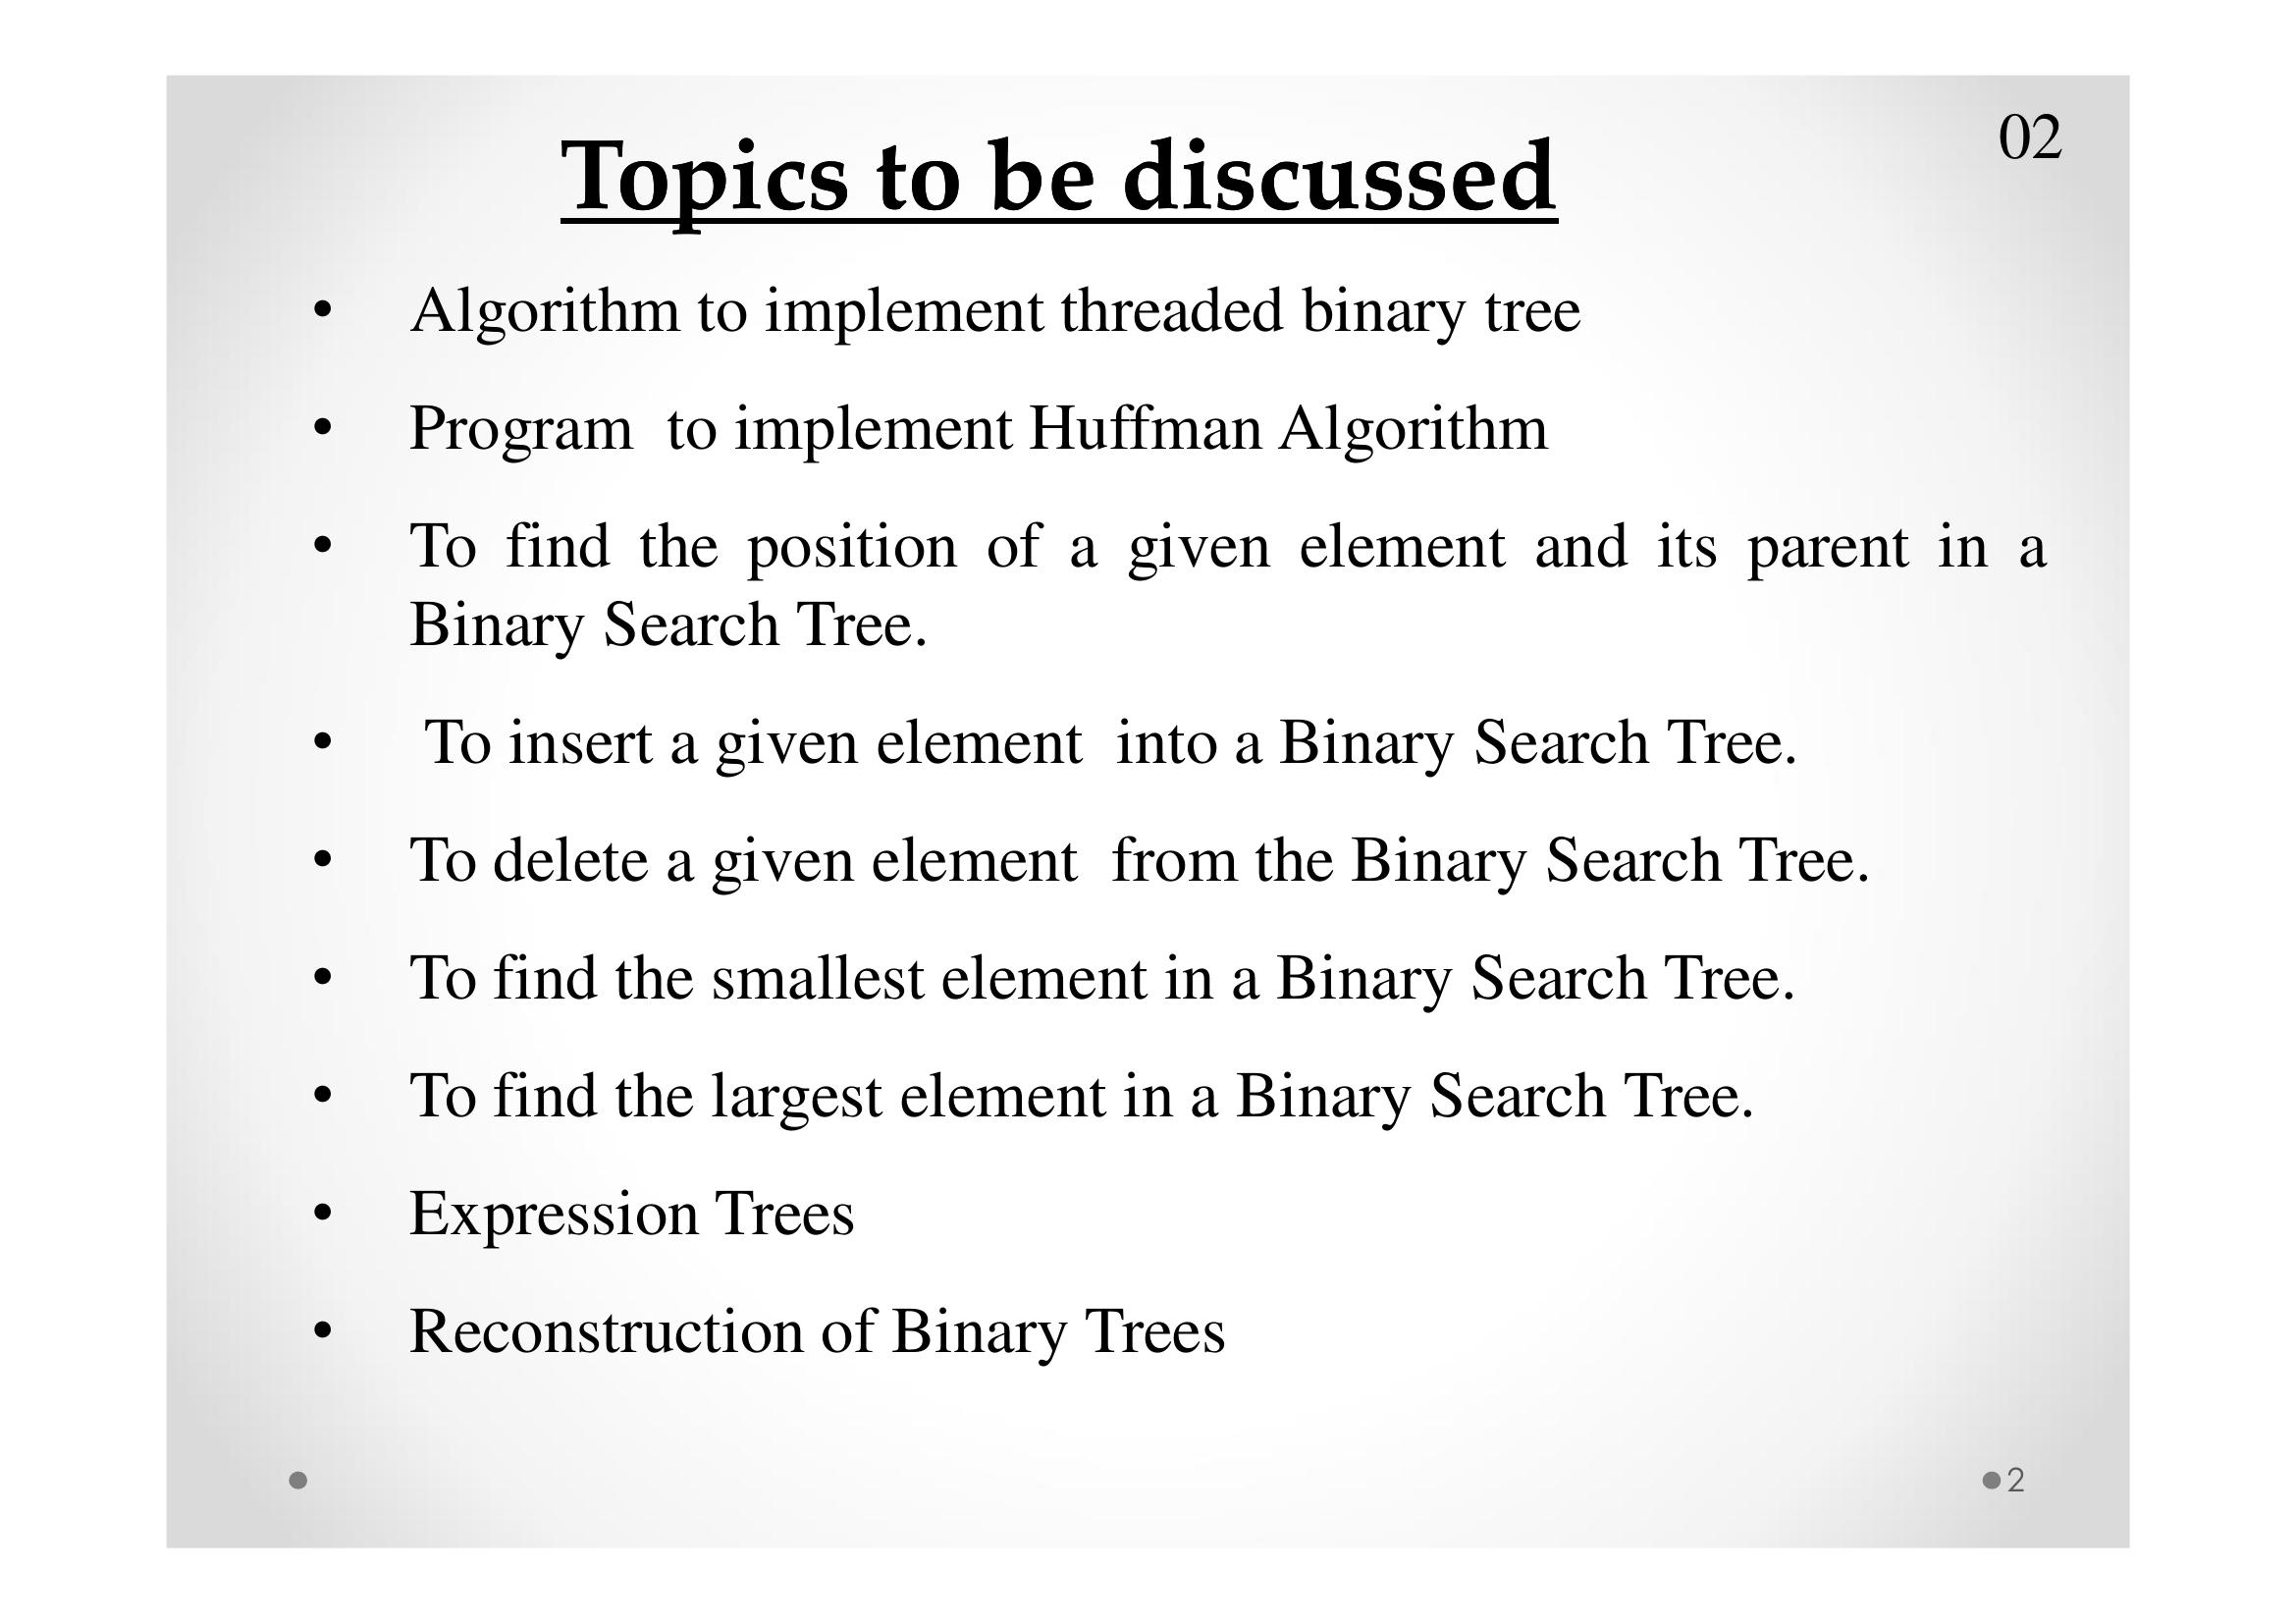 02
Topics to be discussed
• Algorithm to implement threaded binary tree
• Program  to implement Huffman Algorithm
• To find the position of a given element and its parent in a
Binary Search Tree.
• To insert a given element  into a Binary Search Tree.
• To delete a given element  from the Binary Search Tree.
• To find the smallest element in a Binary Search Tree.
• To find the largest element in a Binary Search Tree.
• Expression Trees
• Reconstruction of Binary Trees
• 2